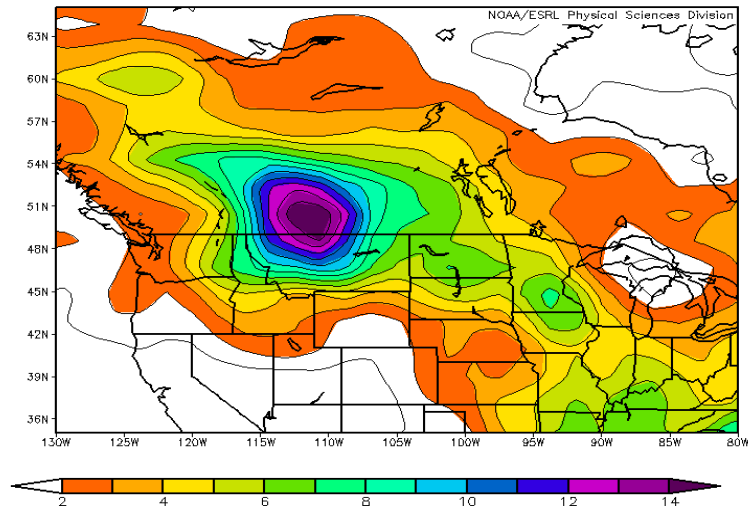 NOAA/ESRL Physical Sciences Division
63N
60N
57N
54N
51N
48N
45N
42N
39N
36N
130W 125W 120W 115W 110W 105W 100W 95W 90W 85W 80W
2 4 6 8 10 12 14